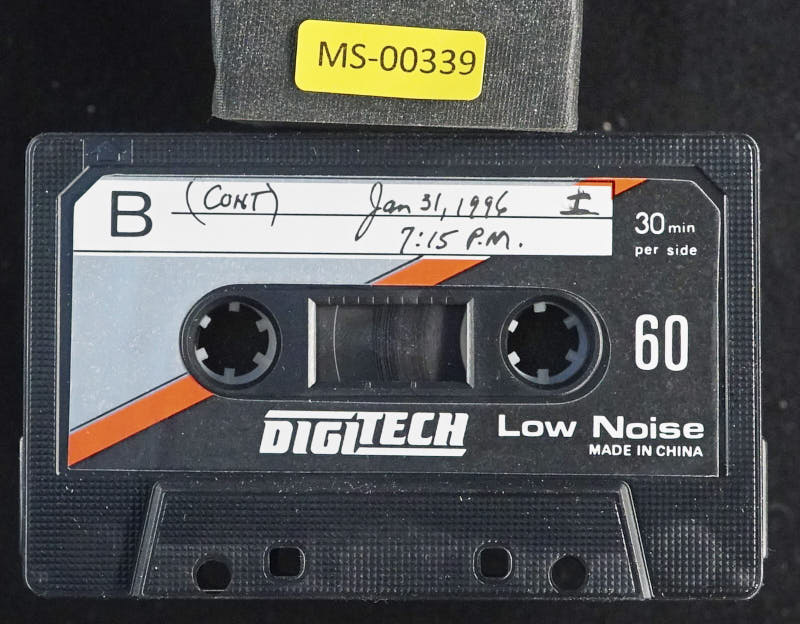 MS-00339
B (CONT) Jan 31, 1996 I
7:15 P.M.
30 min
per side
60
DIGITECH Low Noise
MADE IN CHINA